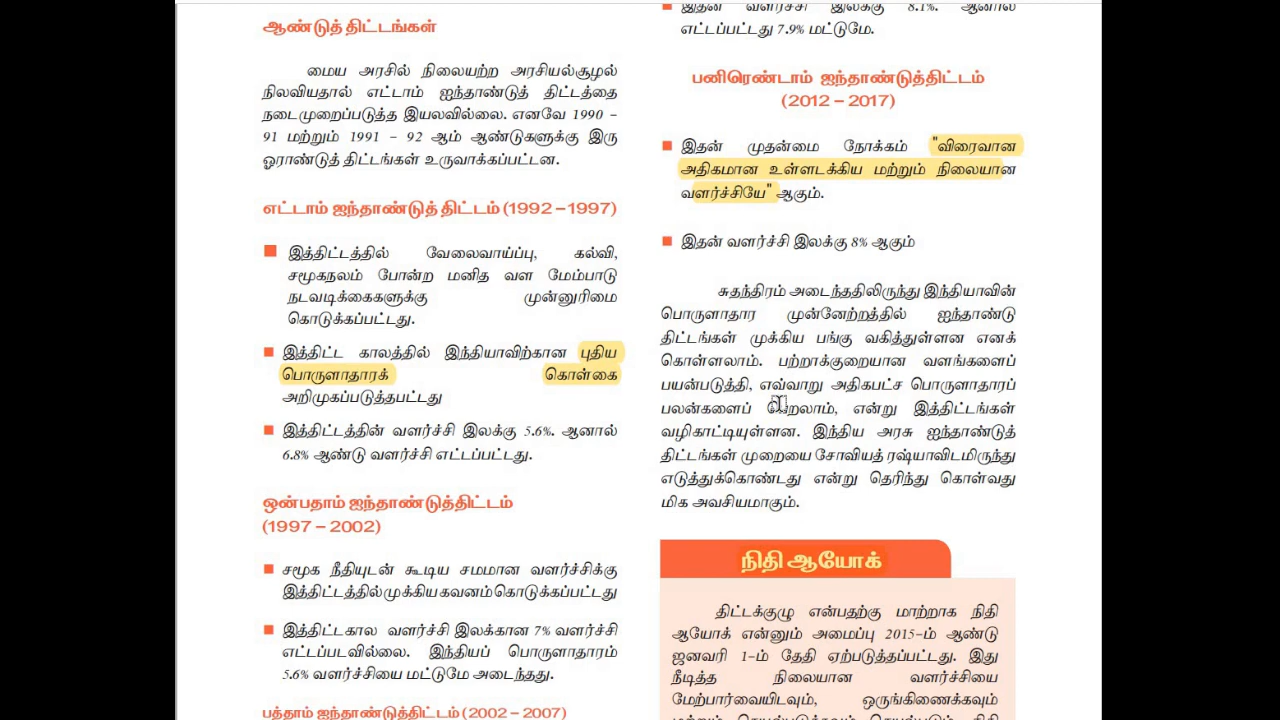 ஆண்டுத் திட்டங்கள்
மைய அரசில் நிலையற்ற அரசியல்சூழல்
நிலவியதால் எட்டாம் ஐந்தாண்டுத் திட்டத்தை
நடைமுறைப்படுத்த இயலவில்லை. எனவே 1990 –
91 மற்றும் 1991 – 92 ஆம் ஆண்டுகளுக்கு இரு
ஓராண்டுத் திட்டங்கள் உருவாக்கப்பட்டன.
எட்டாம் ஐந்தாண்டுத் திட்டம் (1992 – 1997)
■ இத்திட்டத்தில் வேலைவாய்ப்பு, கல்வி,
சமூகநலம் போன்ற மனித வள மேம்பாடு
நடவடிக்கைகளுக்கு முன்னுரிமை
கொடுக்கப்பட்டது.
■ இத்திட்ட காலத்தில் இந்தியாவிற்கான புதிய
பொருளாதாரக் கொள்கை
அறிமுகப்படுத்தபட்டது
■ இத்திட்டத்தின் வளர்ச்சி இலக்கு 5.6%. ஆனால்
6.8% ஆண்டு வளர்ச்சி எட்டப்பட்டது.
ஒன்பதாம் ஐந்தாண்டுத்திட்டம்
(1997 – 2002)
■ சமூக நீதியுடன் கூடிய சமமான வளர்ச்சிக்கு
இத்திட்டத்தில் முக்கிய கவனம் கொடுக்கப்பட்டது
■ இத்திட்டகால வளர்ச்சி இலக்கான 7% வளர்ச்சி
எட்டப்படவில்லை. இந்தியப் பொருளாதாரம்
5.6% வளர்ச்சியை மட்டுமே அடைந்தது.
பத்தாம் ஐந்தாண்டுத்திட்டம் (2002 – 2007)
■ இதன் வளர்ச்சி இலக்கு 8.1%. ஆனால்
எட்டப்பட்டது 7.9% மட்டுமே.
பனிரெண்டாம் ஐந்தாண்டுத்திட்டம்
(2012 – 2017)
■ இதன் முதன்மை நோக்கம் "விரைவான
அதிகமான உள்ளடக்கிய மற்றும் நிலையான
வளர்ச்சியே" ஆகும்.
■ இதன் வளர்ச்சி இலக்கு 8% ஆகும்
சுதந்திரம் அடைந்ததிலிருந்து இந்தியாவின்
பொருளாதார முன்னேற்றத்தில் ஐந்தாண்டு
திட்டங்கள் முக்கிய பங்கு வகித்துள்ளன எனக்
கொள்ளலாம். பற்றாக்குறையான வளங்களைப்
பயன்படுத்தி, எவ்வாறு அதிகபட்ச பொருளாதாரப்
பலன்களைப் பெறலாம், என்று இத்திட்டங்கள்
வழிகாட்டியுள்ளன. இந்திய அரசு ஐந்தாண்டுத்
திட்டங்கள் முறையை சோவியத் ரஷ்யாவிடமிருந்து
எடுத்துக்கொண்டது என்று தெரிந்து கொள்வது
மிக அவசியமாகும்.
நிதி ஆயோக்
திட்டக்குழு என்பதற்கு மாற்றாக நிதி
ஆயோக் என்னும் அமைப்பு 2015-ம் ஆண்டு
ஜனவரி 1-ம் தேதி ஏற்படுத்தப்பட்டது. இது
நீடித்த நிலையான வளர்ச்சியை
மேற்பார்வையிடவும், ஒருங்கிணைக்கவும்